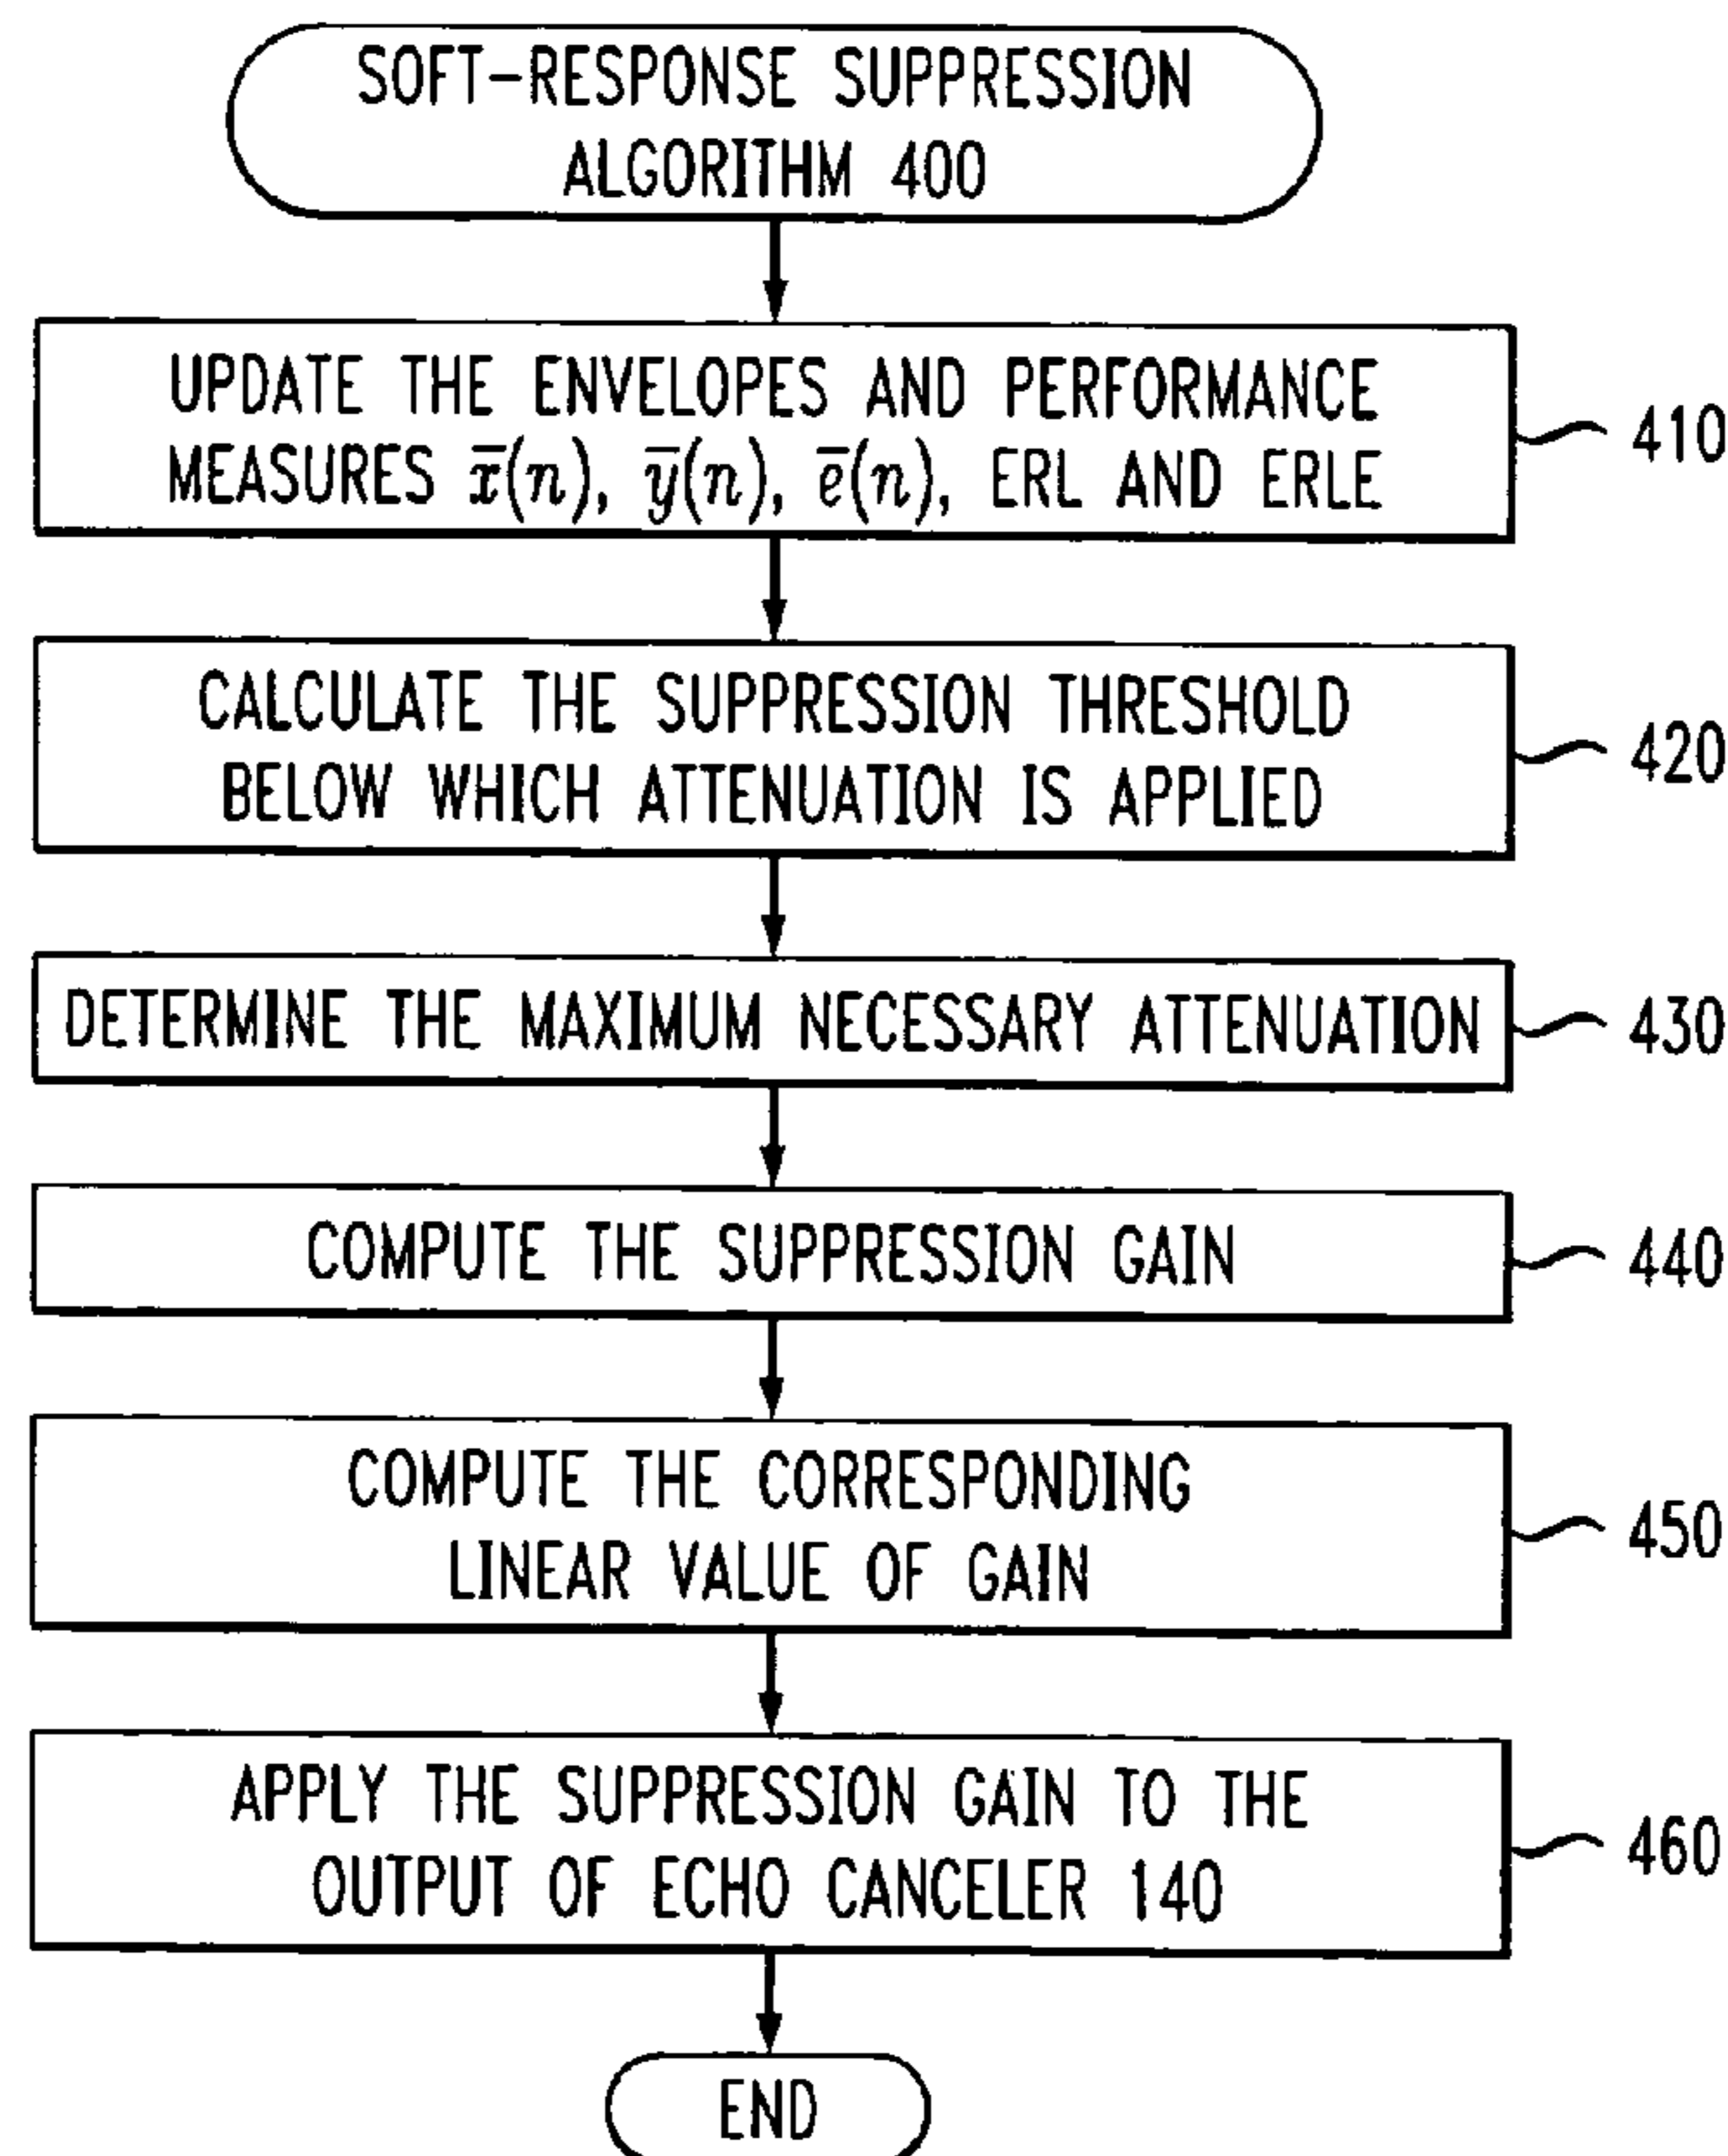 SOFT-RESPONSE SUPPRESSION
ALGORITHM 400
UPDATE THE ENVELOPES AND PERFORMANCE
MEASURES x̅(n), y̅(n), e̅(n), ERL AND ERLE
410
CALCULATE THE SUPPRESSION THRESHOLD
BELOW WHICH ATTENUATION IS APPLIED
420
DETERMINE THE MAXIMUM NECESSARY ATTENUATION
430
COMPUTE THE SUPPRESSION GAIN
440
COMPUTE THE CORRESPONDING
LINEAR VALUE OF GAIN
450
APPLY THE SUPPRESSION GAIN TO THE
OUTPUT OF ECHO CANCELER 140
460
END